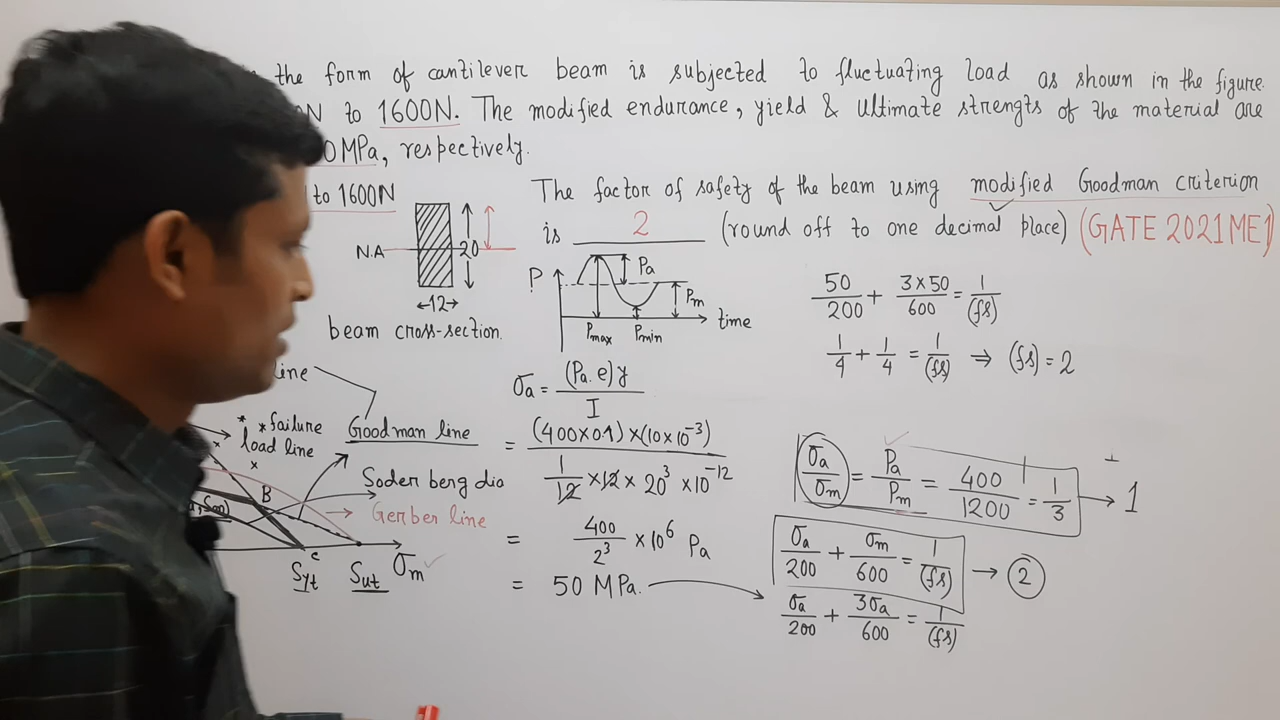 the form of cantilever beam is subjected to fluctuating load as shown in the figure.
N to 1600N. The modified endurance, yield & ultimate strengts of the material are
0MPa, respectively.
to 1600N
The factor of safety of the beam using modified Goodman criterion
is 2 (round off to one decimal place) (GATE 2021 ME1)
N.A
20
←12→
beam cross-section.
P
Pa
Pm
Pmax
Pmin
time
50/200 + 3×50/600 = 1/(fs)
1/4 + 1/4 = 1/(fs) ⇒ (fs) = 2
line
* * failure
load line
Goodman line
Soder berg dia
Gerber line
B
, Sm)
c
Syt
Sut
σm
σa = (Pa.e)y/I
= (400×0.1)×(10×10⁻³) / (1/12 ×12× 20³ ×10⁻¹²)
= 400/2³ ×10⁶ Pa
= 50 MPa.
σa/σm = Pa/Pm = 400/1200 = 1/3 → 1
σa/200 + σm/600 = 1/(fs) → 2
σa/200 + 3σa/600 = 1/(fs)